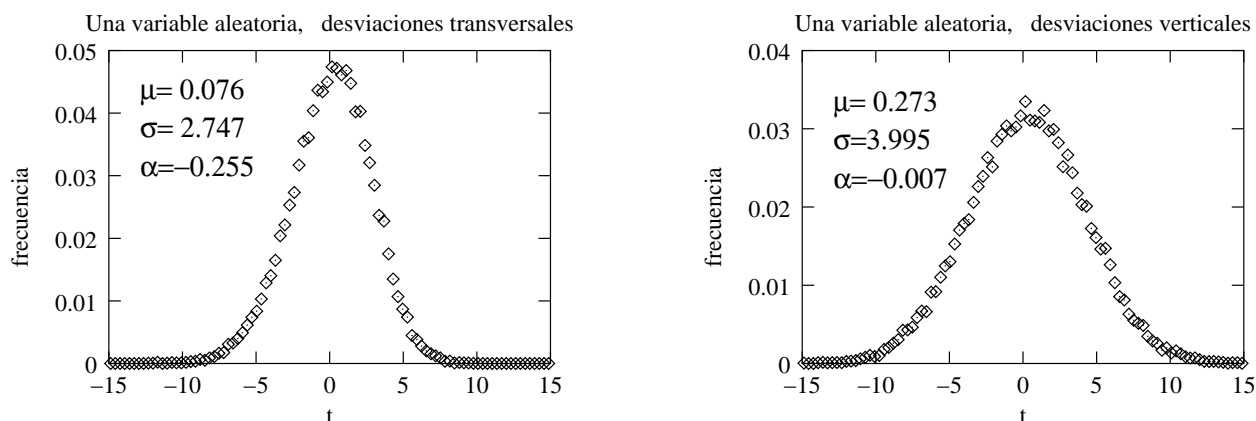 Una variable aleatoria,   desviaciones transversales
0.05
0.04
0.03
0.02
0.01
0
frecuencia
μ= 0.076
σ= 2.747
α=−0.255
−15 −10 −5 0 5 10 15
t
Una variable aleatoria,   desviaciones verticales
0.04
0.03
0.02
0.01
0
frecuencia
μ= 0.273
σ=3.995
α=−0.007
−15 −10 −5 0 5 10 15
t